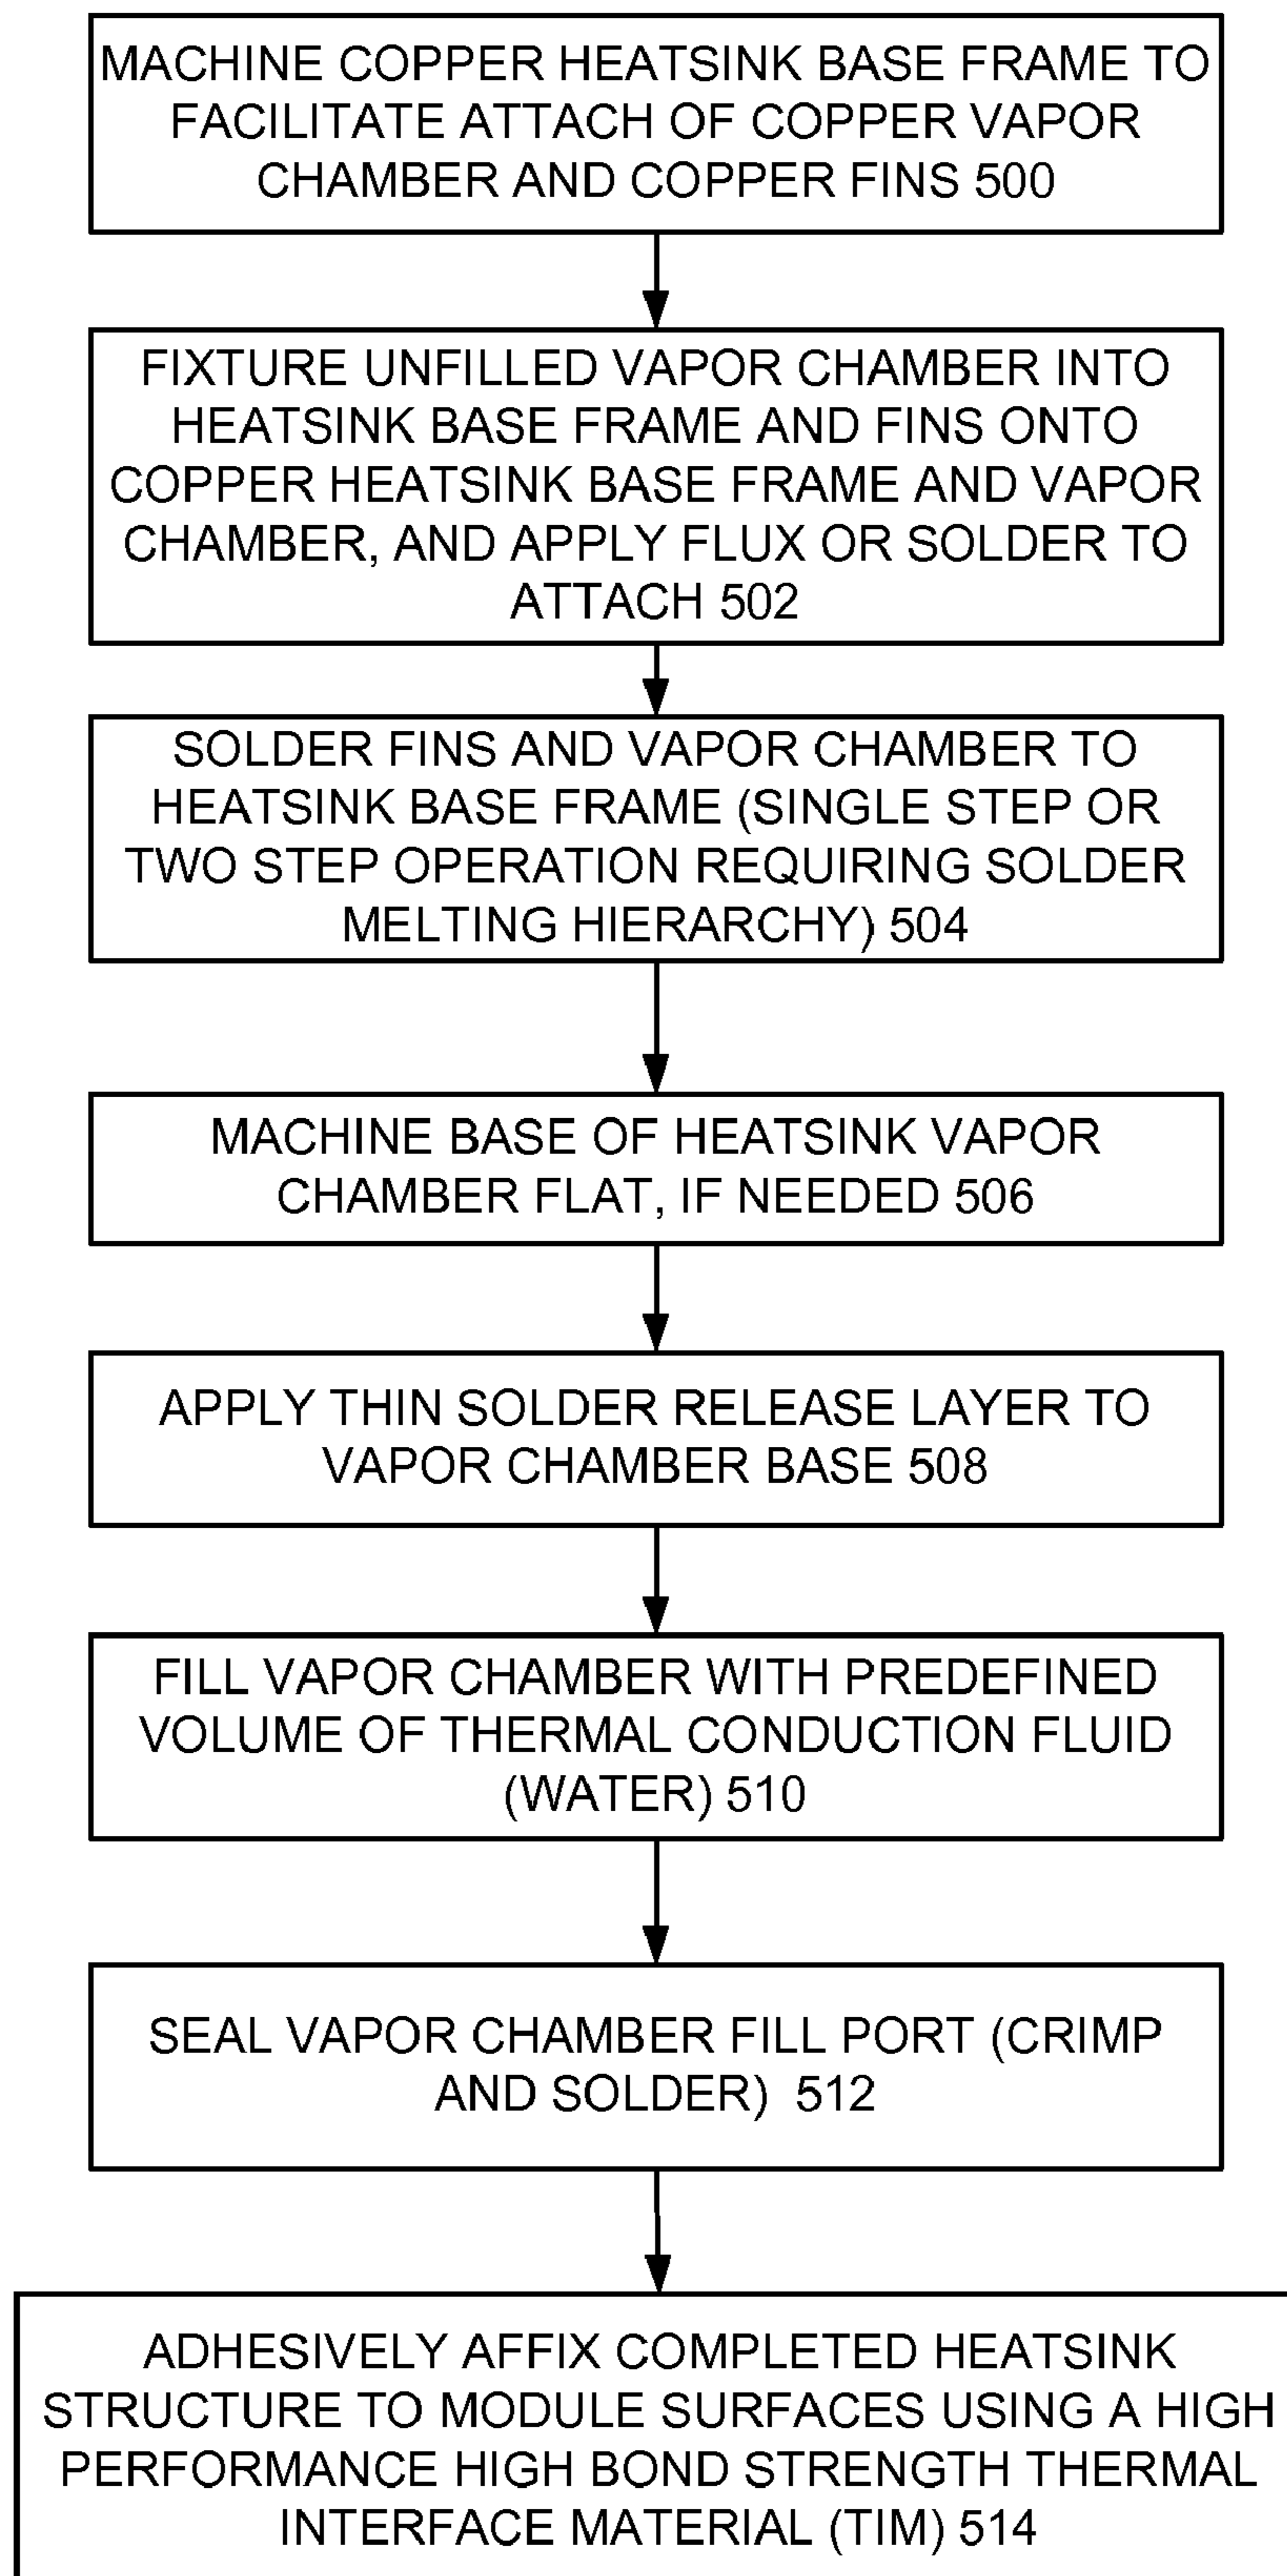 MACHINE COPPER HEATSINK BASE FRAME TO
FACILITATE ATTACH OF COPPER VAPOR
CHAMBER AND COPPER FINS 500
FIXTURE UNFILLED VAPOR CHAMBER INTO
HEATSINK BASE FRAME AND FINS ONTO
COPPER HEATSINK BASE FRAME AND VAPOR
CHAMBER, AND APPLY FLUX OR SOLDER TO
ATTACH 502
SOLDER FINS AND VAPOR CHAMBER TO
HEATSINK BASE FRAME (SINGLE STEP OR
TWO STEP OPERATION REQUIRING SOLDER
MELTING HIERARCHY) 504
MACHINE BASE OF HEATSINK VAPOR
CHAMBER FLAT, IF NEEDED 506
APPLY THIN SOLDER RELEASE LAYER TO
VAPOR CHAMBER BASE 508
FILL VAPOR CHAMBER WITH PREDEFINED
VOLUME OF THERMAL CONDUCTION FLUID
(WATER) 510
SEAL VAPOR CHAMBER FILL PORT (CRIMP
AND SOLDER) 512
ADHESIVELY AFFIX COMPLETED HEATSINK
STRUCTURE TO MODULE SURFACES USING A HIGH
PERFORMANCE HIGH BOND STRENGTH THERMAL
INTERFACE MATERIAL (TIM) 514